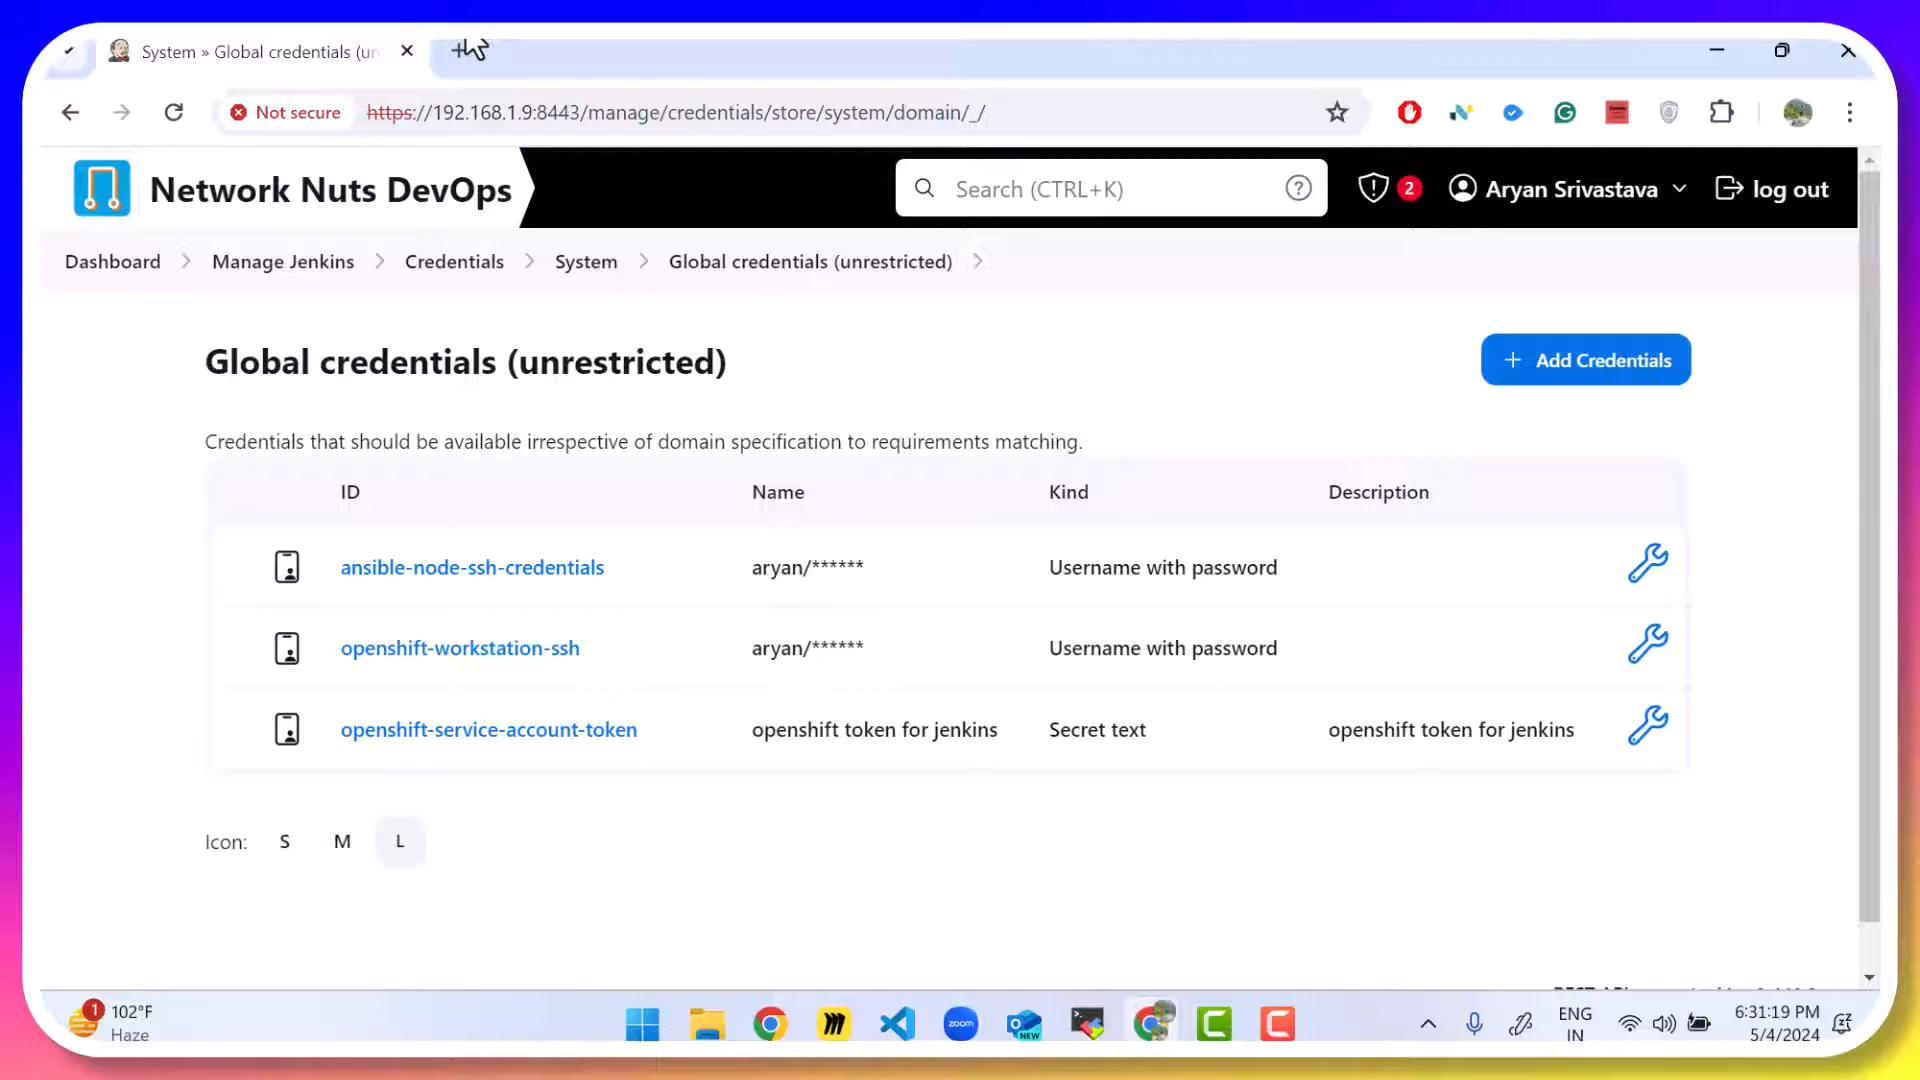 System » Global credentials (un
Not secure https://192.168.1.9:8443/manage/credentials/store/system/domain/_/
Network Nuts DevOps
Search (CTRL+K)
2
Aryan Srivastava
log out
Dashboard
Manage Jenkins
Credentials
System
Global credentials (unrestricted)
Global credentials (unrestricted)
+ Add Credentials
Credentials that should be available irrespective of domain specification to requirements matching.
ID Name Kind Description
ansible-node-ssh-credentials aryan/****** Username with password
openshift-workstation-ssh aryan/****** Username with password
openshift-service-account-token openshift token for jenkins Secret text openshift token for jenkins
Icon: S M L
1
102°F
Haze
zoom
NEW
ENG
IN
6:31:19 PM
5/4/2024